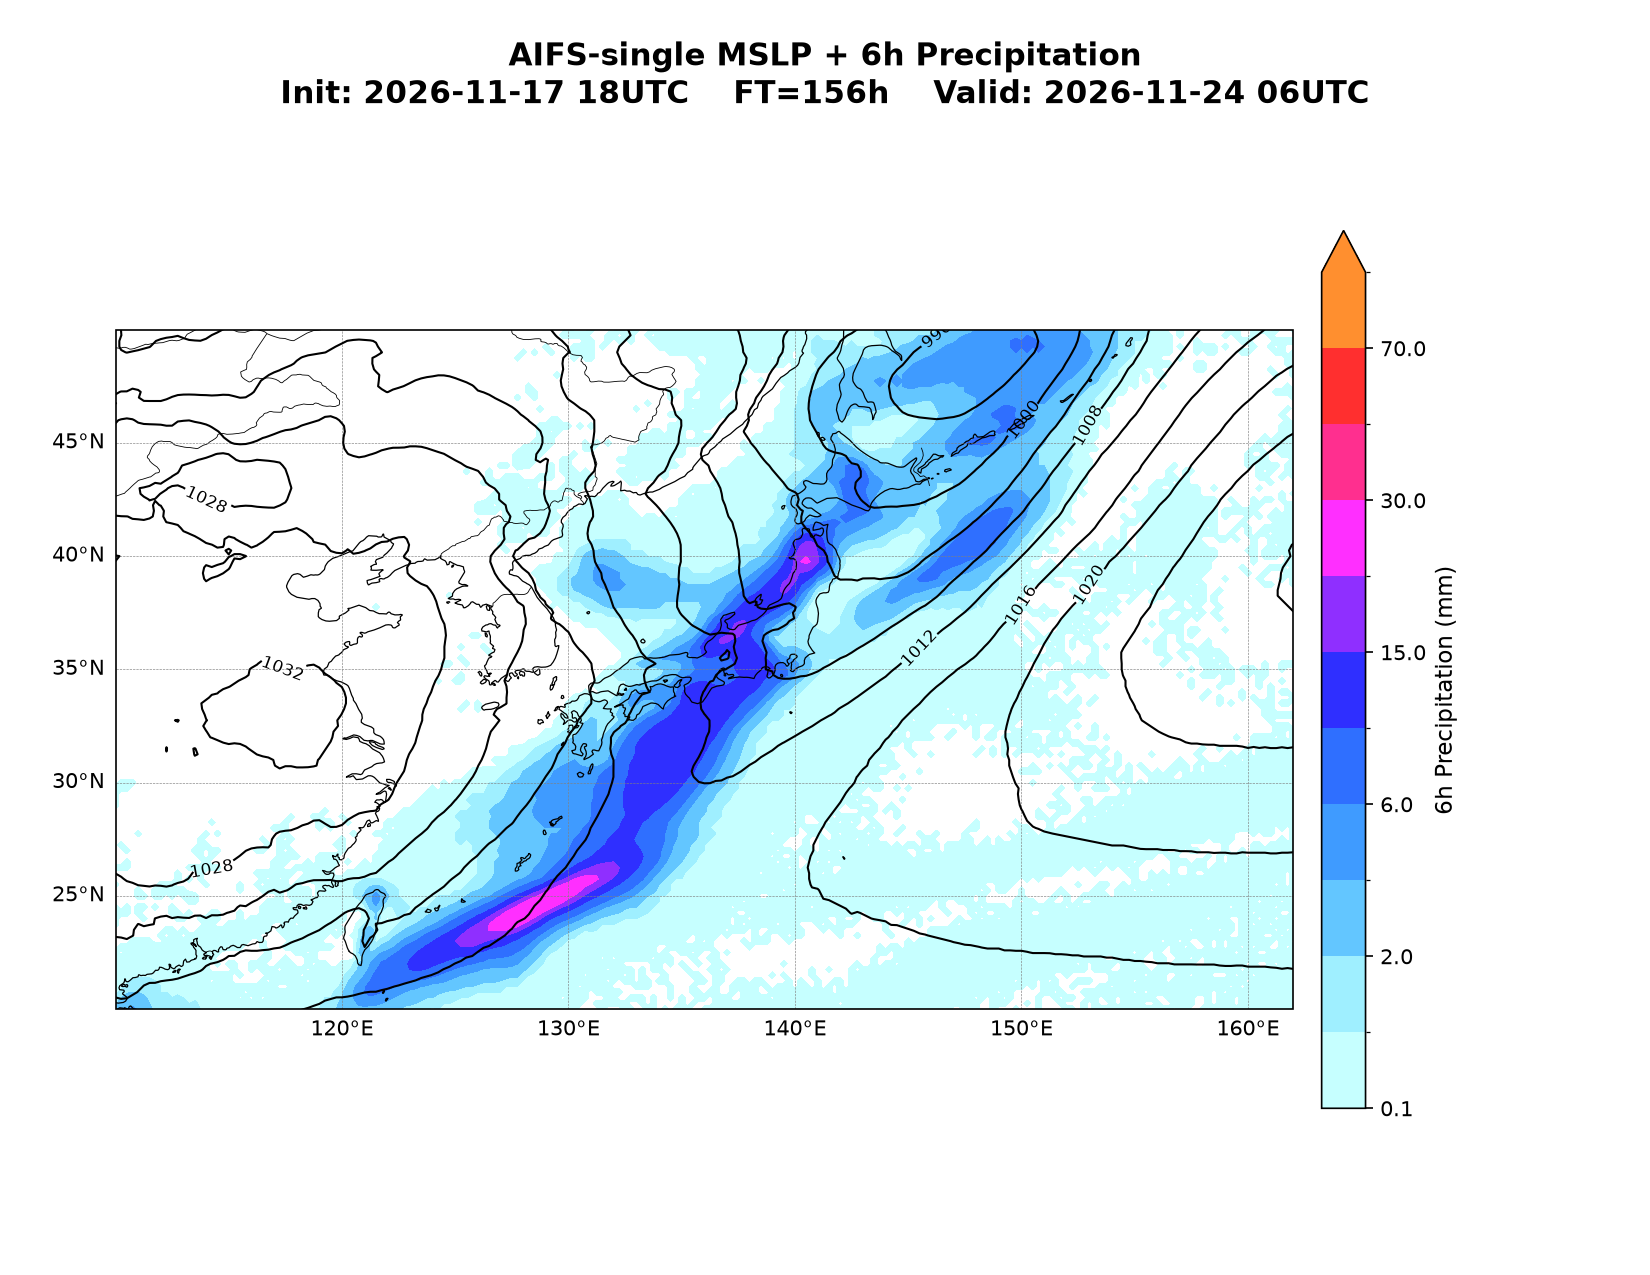 AIFS-single MSLP + 6h Precipitation
Init: 2026-11-17 18UTC    FT=156h    Valid: 2026-11-24 06UTC
1000
1008
45°N
1028
40°N
1020
1016
1012
35°N
1032
30°N
1028
25°N
120°E
130°E
140°E
150°E
160°E
70.0
30.0
15.0
6.0
2.0
0.1
6h Precipitation (mm)